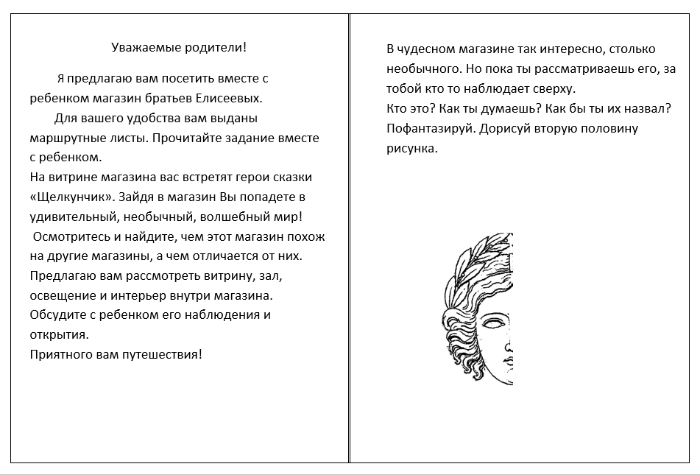 Уважаемые родители!
Я предлагаю вам посетить вместе с
ребенком магазин братьев Елисеевых.
Для вашего удобства вам выданы
маршрутные листы. Прочитайте задание вместе
с ребенком.
На витрине магазина вас встретят герои сказки
«Щелкунчик». Зайдя в магазин Вы попадете в
удивительный, необычный, волшебный мир!
Осмотритесь и найдите, чем этот магазин похож
на другие магазины, а чем отличается от них.
Предлагаю вам рассмотреть витрину, зал,
освещение и интерьер внутри магазина.
Обсудите с ребенком его наблюдения и
открытия.
Приятного вам путешествия!
В чудесном магазине так интересно, столько
необычного. Но пока ты рассматриваешь его, за
тобой кто то наблюдает сверху.
Кто это? Как ты думаешь? Как бы ты их назвал?
Пофантазируй. Дорисуй вторую половину
рисунка.